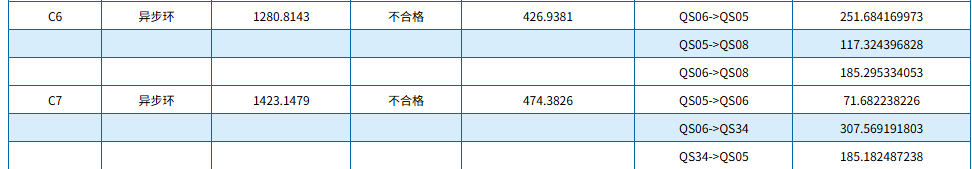 C6 异步环 1280.8143 不合格 426.9381 QS06->QS05 251.684169973
QS05->QS08 117.324396828
QS06->QS08 185.295334053
C7 异步环 1423.1479 不合格 474.3826 QS05->QS06 71.682238226
QS06->QS34 307.569191803
QS34->QS05 185.182487238